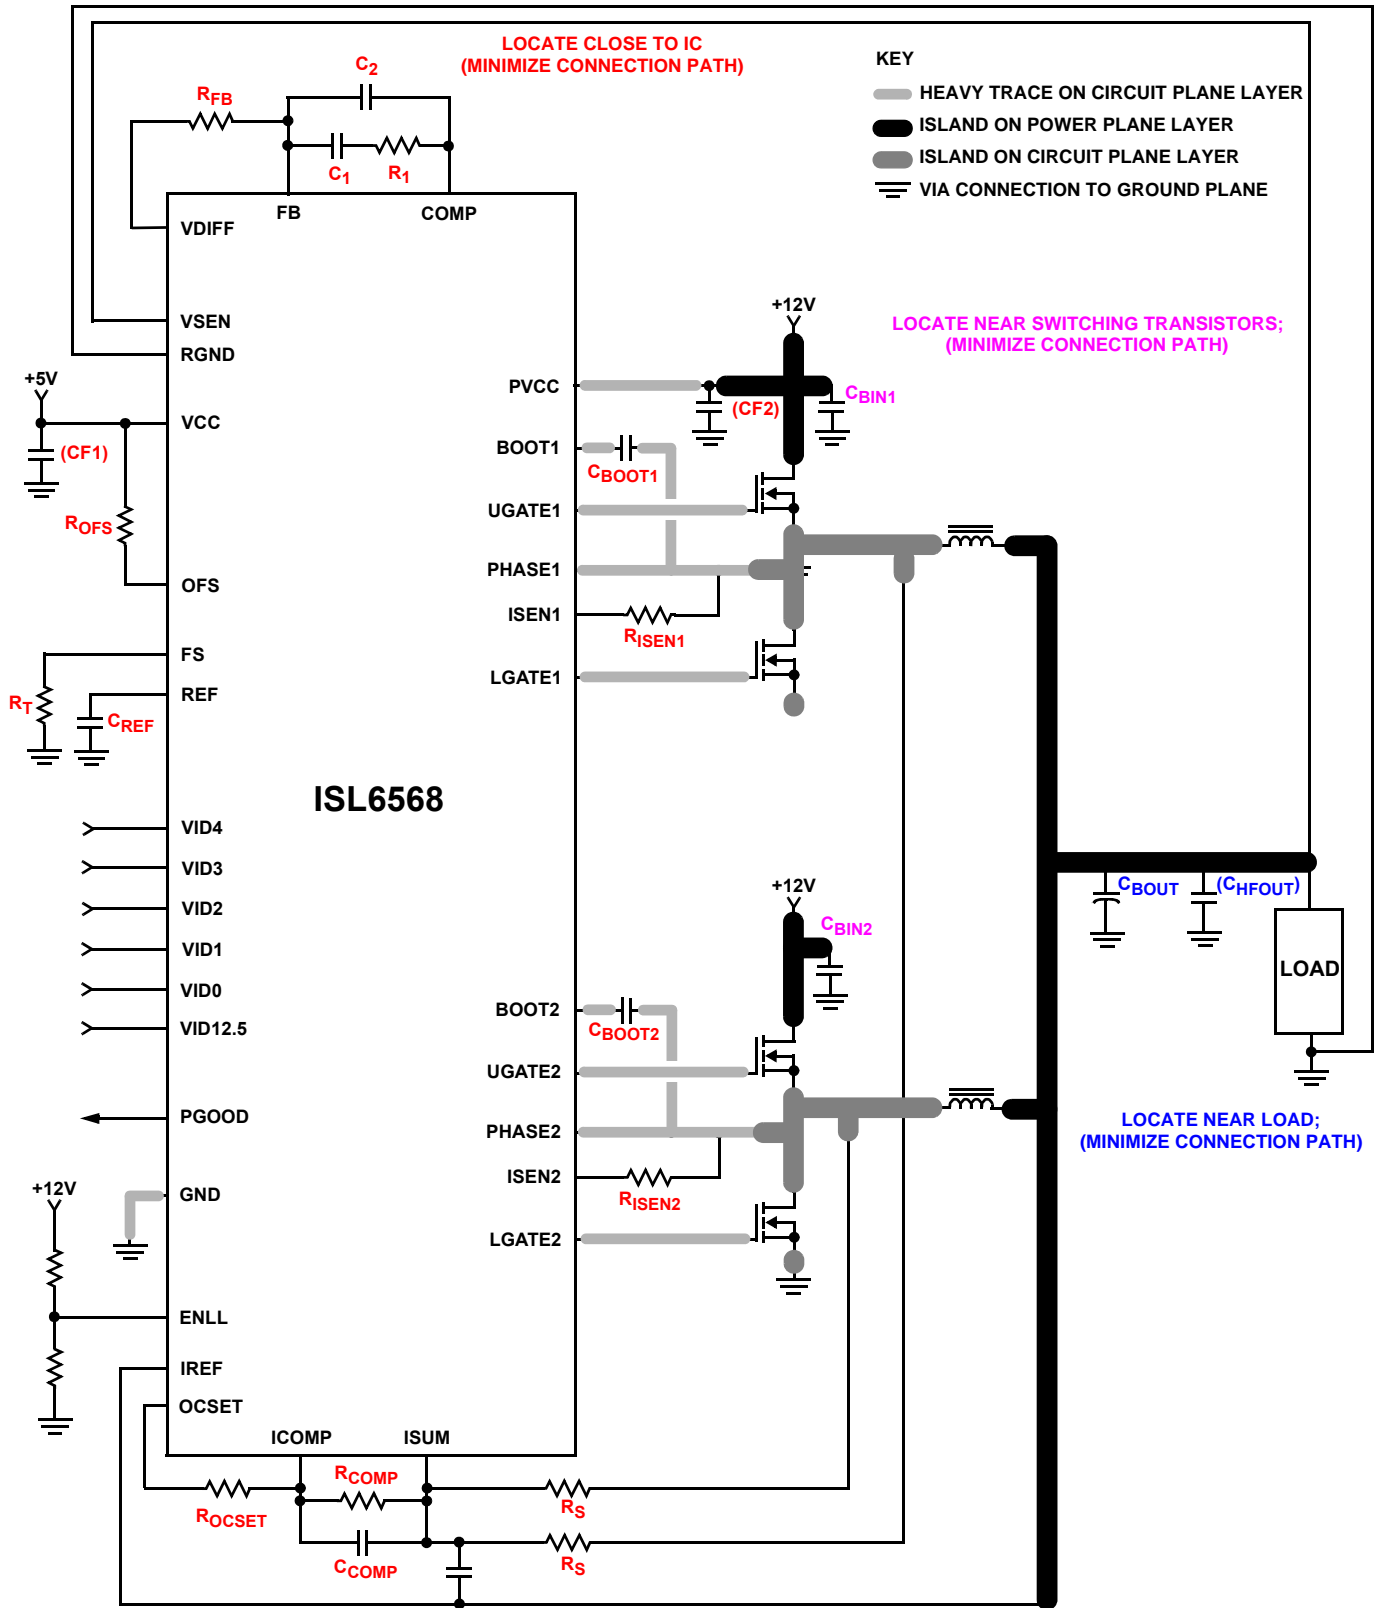 LOCATE CLOSE TO IC
(MINIMIZE CONNECTION PATH)
KEY
HEAVY TRACE ON CIRCUIT PLANE LAYER
ISLAND ON POWER PLANE LAYER
ISLAND ON CIRCUIT PLANE LAYER
VIA CONNECTION TO GROUND PLANE
C2
RFB
C1
R1
FB
COMP
VDIFF
VSEN
RGND
+5V
VCC
(CF1)
ROFS
OFS
FS
REF
RT
CREF
ISL6568
VID4
VID3
VID2
VID1
VID0
VID12.5
PGOOD
+12V
GND
ENLL
IREF
OCSET
ICOMP
ISUM
ROCSET
RCOMP
CCOMP
RS
RS
+12V
LOCATE NEAR SWITCHING TRANSISTORS;
(MINIMIZE CONNECTION PATH)
PVCC
(CF2)
CBIN1
BOOT1
CBOOT1
UGATE1
PHASE1
ISEN1
RISEN1
LGATE1
+12V
CBIN2
BOOT2
CBOOT2
UGATE2
PHASE2
ISEN2
RISEN2
LGATE2
CBOUT
(CHFOUT)
LOAD
LOCATE NEAR LOAD;
(MINIMIZE CONNECTION PATH)